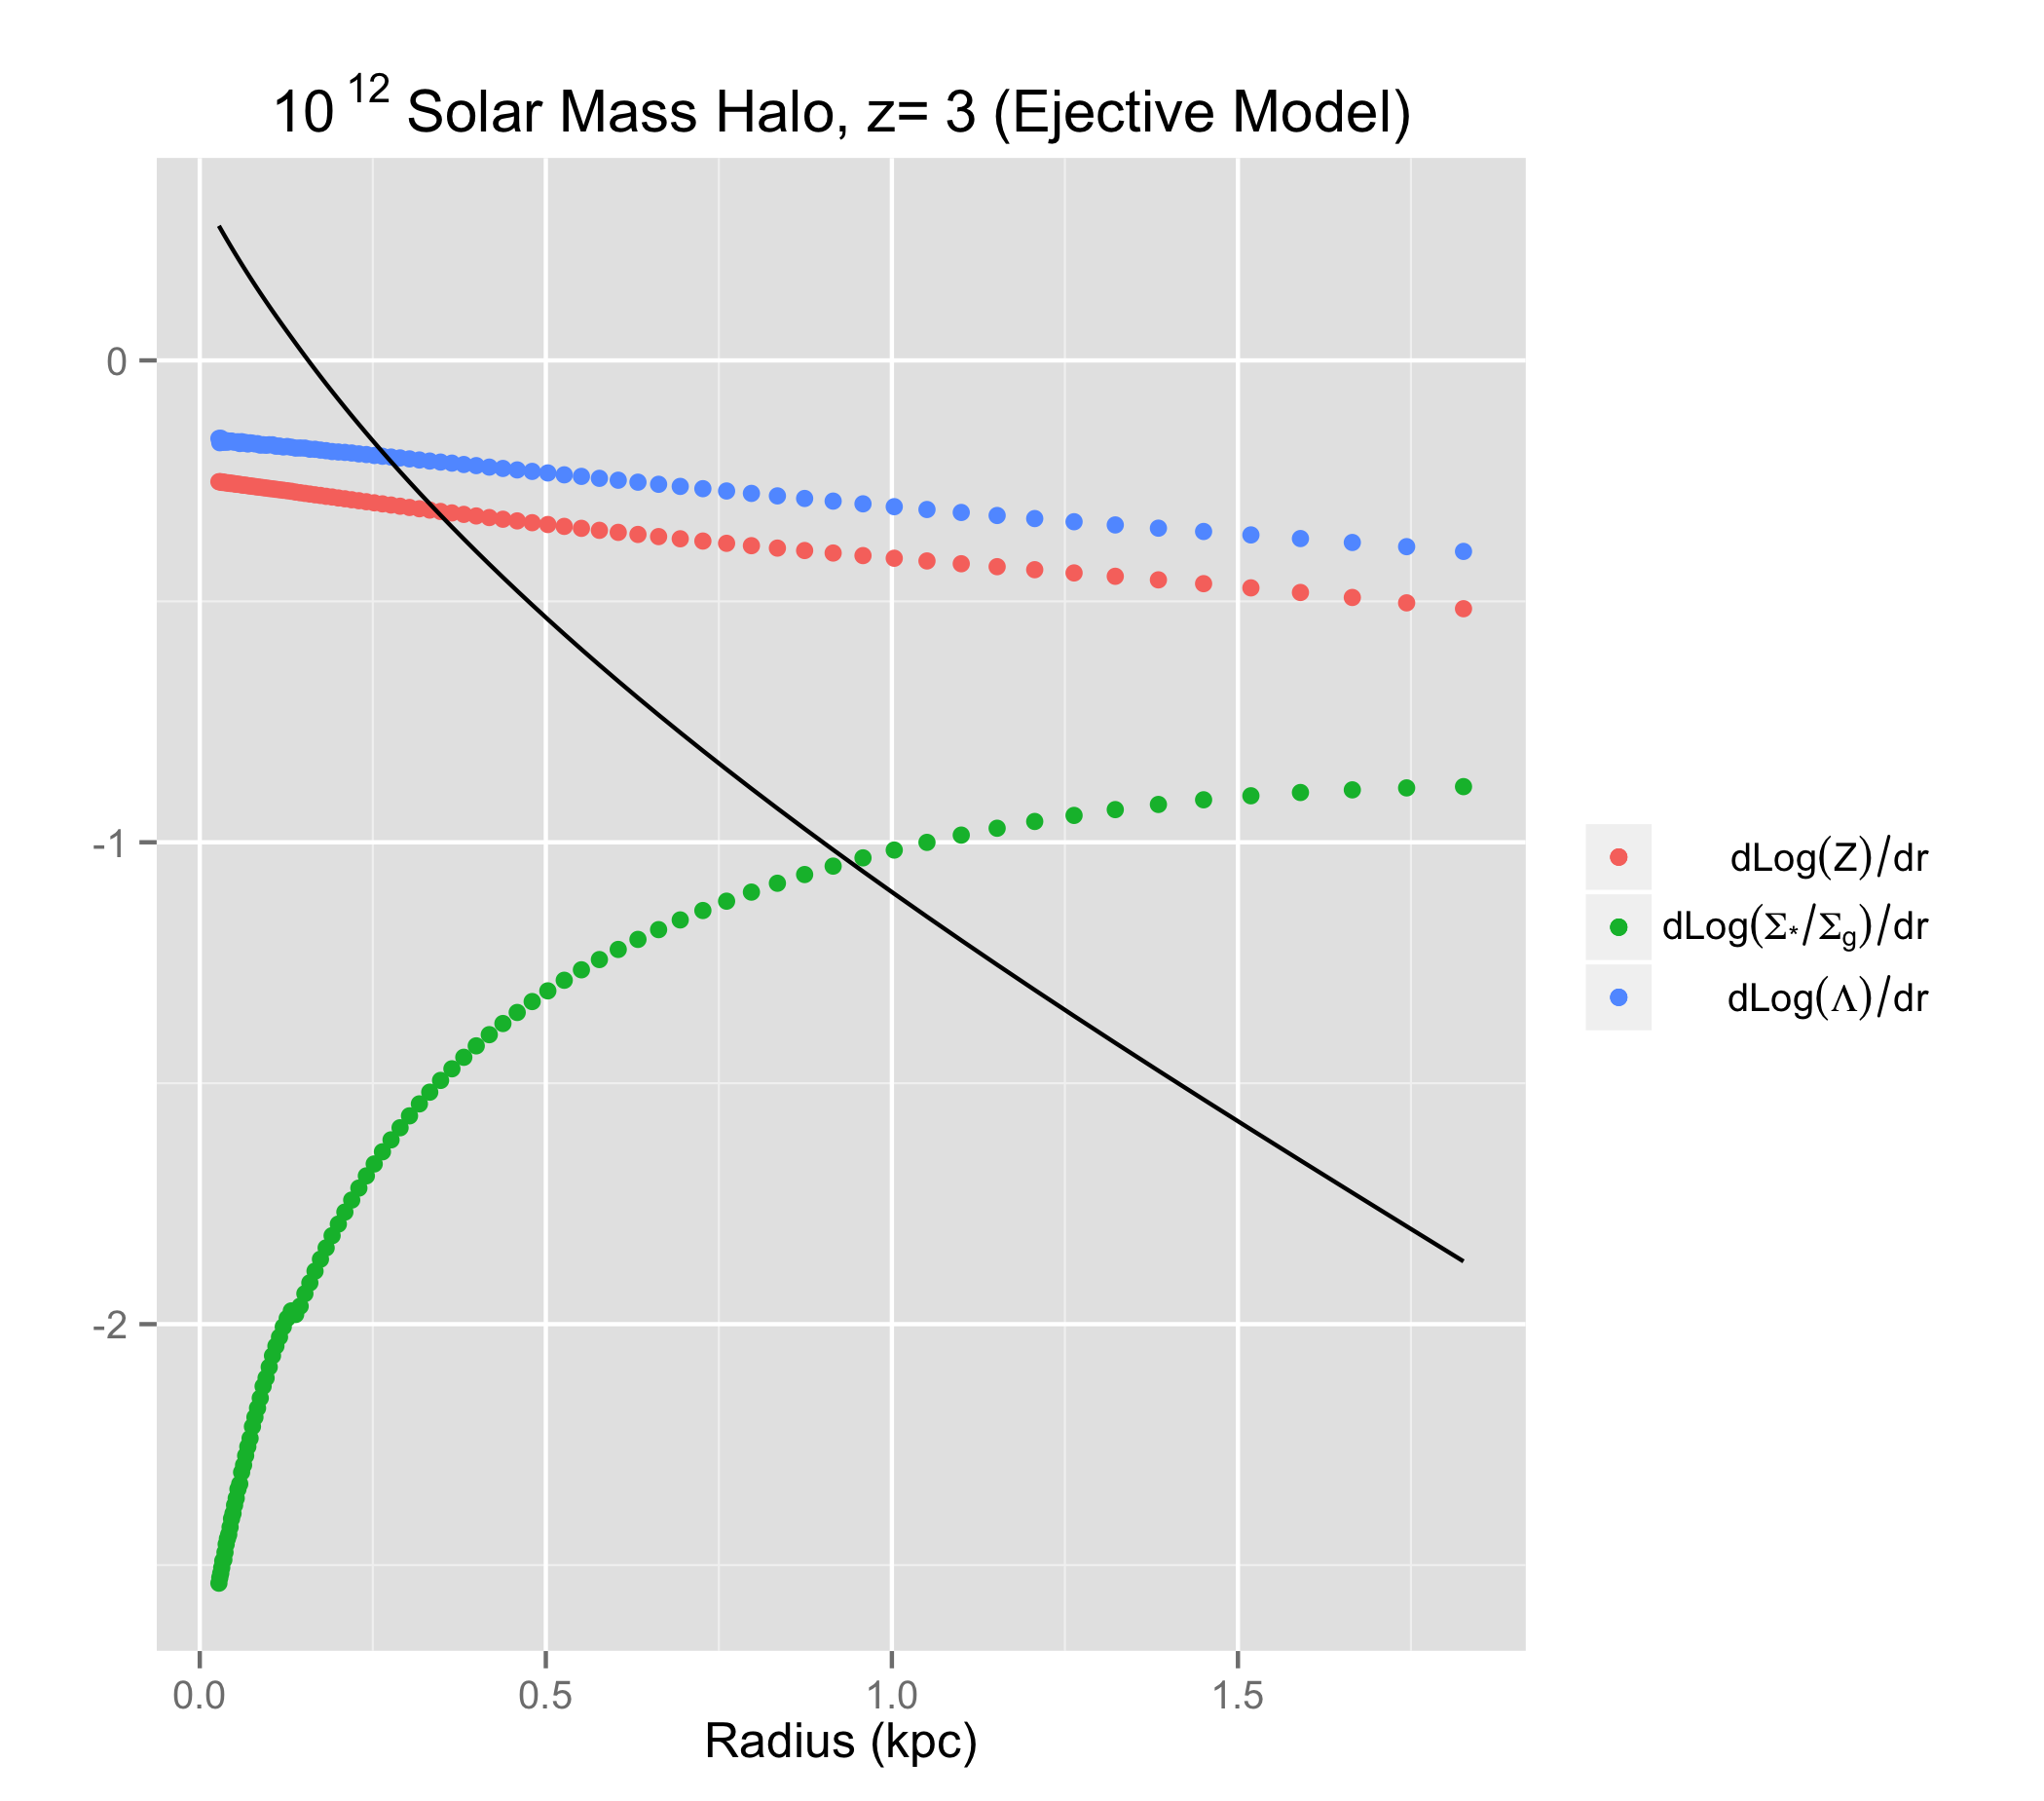 10 ¹² Solar Mass Halo, z= 3 (Ejective Model)
0
-1
-2
0.0 0.5 1.0 1.5
Radius (kpc)
dLog(Z)/dr
dLog(Σ*/Σg)/dr
dLog(Λ)/dr